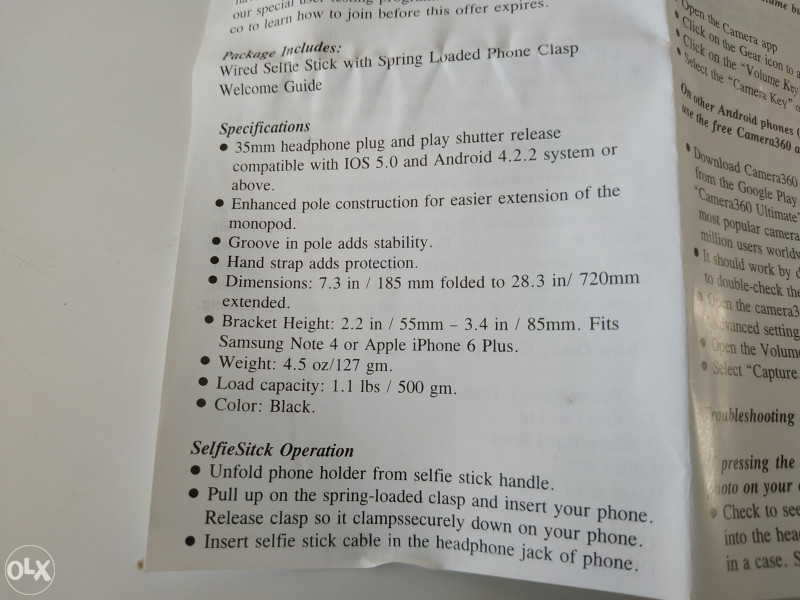 our special user testing program
co to learn how to join before this offer expires.
Package Includes:
Wired Selfie Stick with Spring Loaded Phone Clasp
Welcome Guide
Specifications
● 35mm headphone plug and play shutter release
compatible with IOS 5.0 and Android 4.2.2 system or
above.
● Enhanced pole construction for easier extension of the
monopod.
● Groove in pole adds stability.
● Hand strap adds protection.
● Dimensions: 7.3 in / 185 mm folded to 28.3 in/ 720mm
extended.
● Bracket Height: 2.2 in / 55mm – 3.4 in / 85mm. Fits
Samsung Note 4 or Apple iPhone 6 Plus.
● Weight: 4.5 oz/127 gm.
● Load capacity: 1.1 lbs / 500 gm.
● Color: Black.
SelfieSitck Operation
● Unfold phone holder from selfie stick handle.
● Pull up on the spring-loaded clasp and insert your phone.
Release clasp so it clampssecurely down on your phone.
● Insert selfie stick cable in the headphone jack of phone.
● Open the Camera app
● Click on the Gear icon to
● Click on the "Volume Key
● Select the "Camera Key"
On other Android phones
use the free Camera360
● Download Camera360
from the Google Play
"Camera360 Ultimate"
most popular camera
million users
● It should work by
to double-check the
the camera3
setting
● Open the
● Select "Capture
Troubleshooting
pressing the
on your
● Check to see
into the
in a case.
OLX